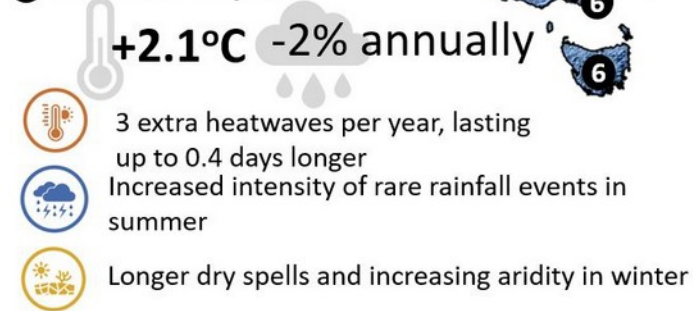 6
+2.1°C -2% annually
6
3 extra heatwaves per year, lasting
up to 0.4 days longer
Increased intensity of rare rainfall events in
summer
Longer dry spells and increasing aridity in winter